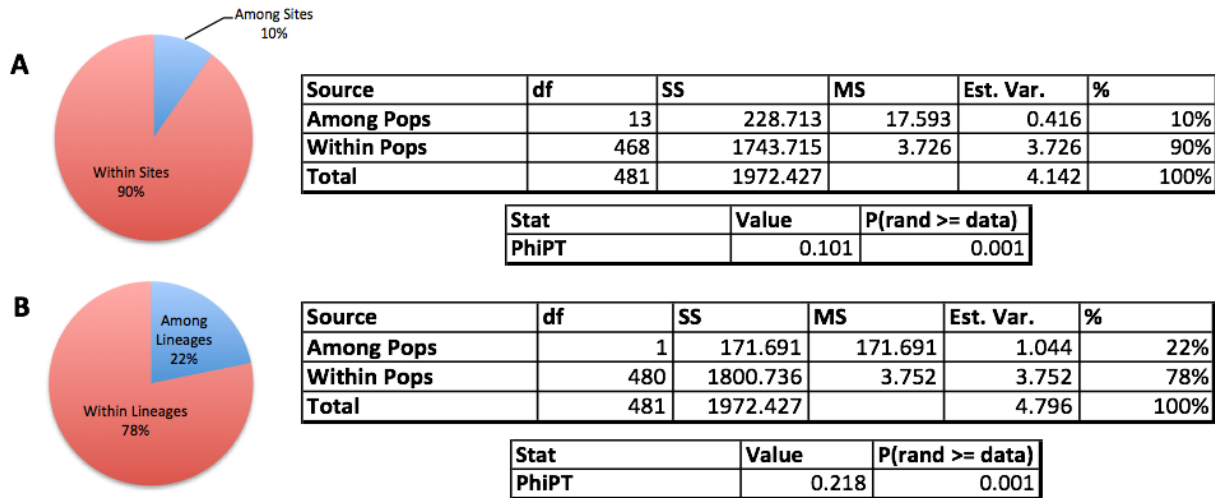 Among Sites
10%
A
Within Sites
90%
Source df SS MS Est. Var. %
Among Pops 13 228.713 17.593 0.416 10%
Within Pops 468 1743.715 3.726 3.726 90%
Total 481 1972.427 4.142 100%
Stat Value P(rand >= data)
PhiPT 0.101 0.001
B
Among
Lineages
22%
Within Lineages
78%
Source df SS MS Est. Var. %
Among Pops 1 171.691 171.691 1.044 22%
Within Pops 480 1800.736 3.752 3.752 78%
Total 481 1972.427 4.796 100%
Stat Value P(rand >= data)
PhiPT 0.218 0.001